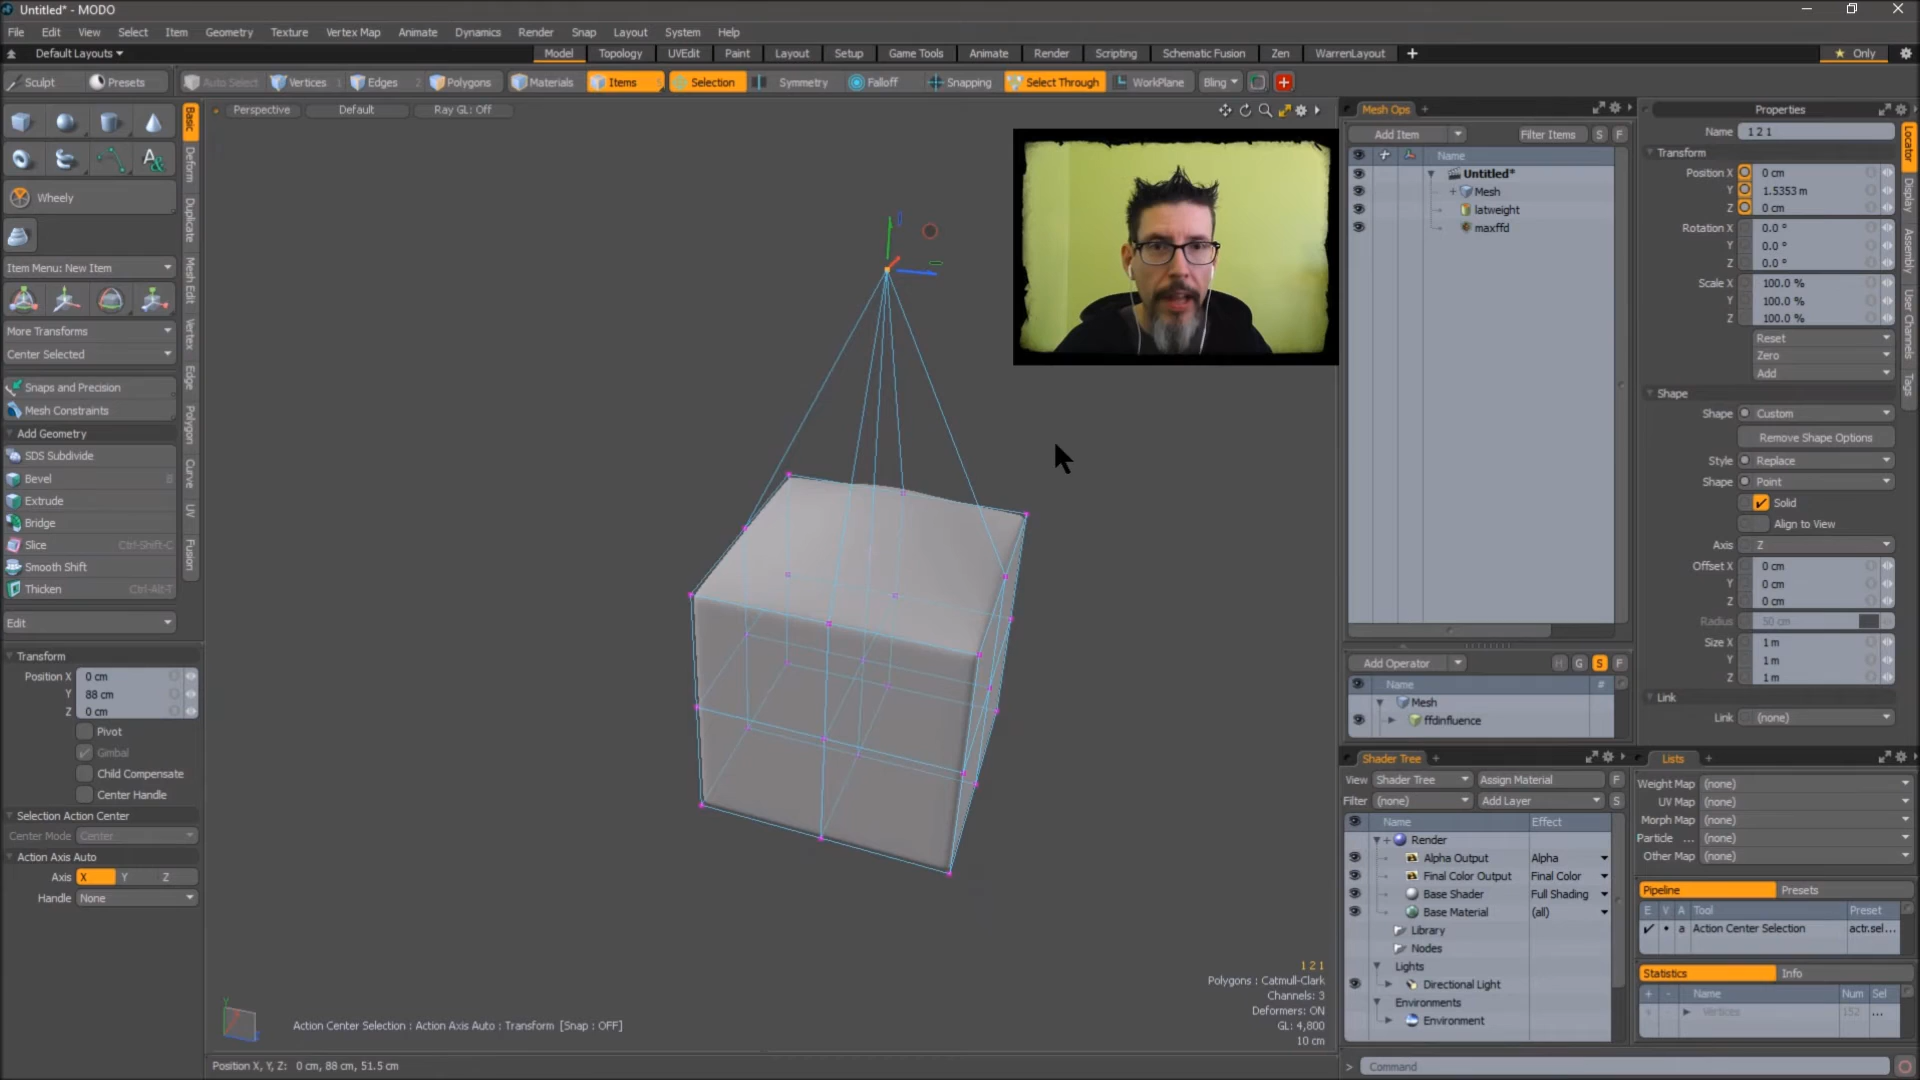 Untitled* - MODO
File Edit View Select Item Geometry Texture Vertex Map Animate Dynamics Render Snap Layout System Help
Default Layouts Model Topology UVEdit Paint Layout Setup Game Tools Animate Render Scripting Schematic Fusion Zen WarrenLayout Only
Sculpt Presets Auto Select Vertices 1 Edges 2 Polygons Materials Items Selection Symmetry Falloff Snapping Select Through WorkPlane Bling
Perspective Default Ray GL: Off
Basic
Deform
Duplicate
Mesh Edit
Vertex
Edge
Polygon
Curve
UV
Fusion
Wheely
Item Menu: New Item
More Transforms
Center Selected
Snaps and Precision
Mesh Constraints
Add Geometry
SDS Subdivide
Bevel
Extrude
Bridge
Slice Ctrl-Shift-C
Smooth Shift
Thicken Ctrl-Alt-T
Edit
Transform
Position X 0 cm
Y 88 cm
Z 0 cm
Pivot
Gimbal
Child Compensate
Center Handle
Selection Action Center
Center Mode Center
Action Axis Auto
Axis X Y Z
Handle None
1 2 1
Polygons : Catmull-Clark
Channels: 3
Deformers: ON
GL: 4,800
10 cm
Action Center Selection : Action Axis Auto : Transform [Snap : OFF]
Position X, Y, Z: 0 cm, 88 cm, 51.5 cm
Mesh Ops
Add Item Filter Items S F
Name
Untitled*
Mesh
latweight
maxffd
Add Operator H G S F
Name #
Mesh
ffdinfluence
Shader Tree
View Shader Tree Assign Material F
Filter (none) Add Layer S
Name Effect
Render
Alpha Output Alpha
Final Color Output Final Color
Base Shader Full Shading
Base Material (all)
Library
Nodes
Lights
Directional Light
Environments
Environment
Properties
Name 1 2 1
Transform
Position X 0 cm
Y 1.5353 m
Z 0 cm
Rotation X 0.0 °
Y 0.0 °
Z 0.0 °
Scale X 100.0 %
Y 100.0 %
Z 100.0 %
Reset
Zero
Add
Shape
Shape Custom
Remove Shape Options
Style Replace
Shape Point
Solid
Align to View
Axis Z
Offset X 0 cm
Y 0 cm
Z 0 cm
Radius 50 cm
Size X 1 m
Y 1 m
Z 1 m
Link
Link (none)
Locator
Display
Assembly
User Channels
Tags
Lists
Weight Map (none)
UV Map (none)
Morph Map (none)
Particle ... (none)
Other Map (none)
Pipeline Presets
E V A Tool Preset
a Action Center Selection actr.sel...
Statistics Info
+ - Name Num Sel
Vertices 152 ...
> Command